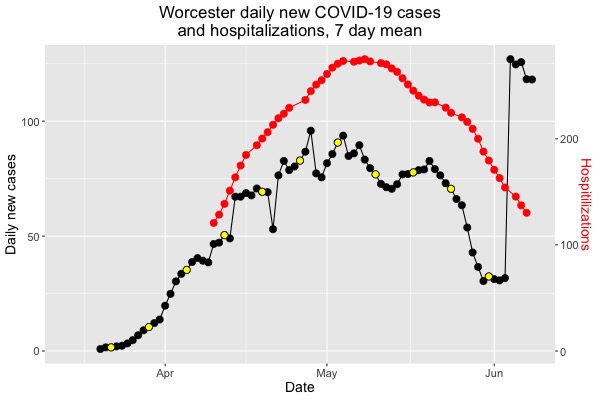 Worcester daily new COVID-19 cases
and hospitalizations, 7 day mean
Daily new cases
100
50
0
200
100
0
Hospitilizations
Apr
May
Jun
Date